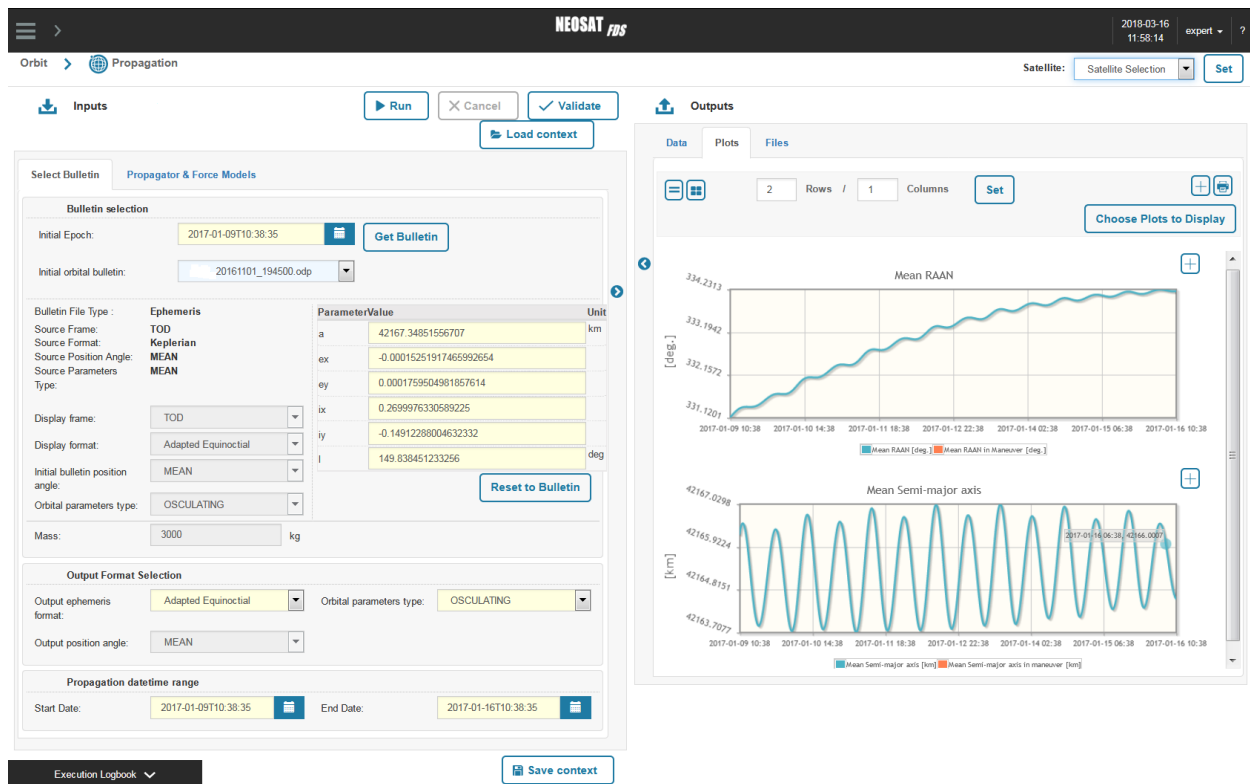 NEOSAT FDS
2018-03-16
11:58:14
expert
?
Orbit
Propagation
Satellite:
Satellite Selection
Set
Inputs
Run
Cancel
Validate
Load context
Select Bulletin
Propagator & Force Models
Bulletin selection
Initial Epoch:
2017-01-09T10:38:35
Get Bulletin
Initial orbital bulletin:
20161101_194500.odp
Bulletin File Type :
Ephemeris
Source Frame:
TOD
Source Format:
Keplerian
Source Position Angle:
MEAN
Source Parameters
Type:
MEAN
Display frame:
TOD
Display format:
Adapted Equinoctial
Initial bulletin position
angle:
MEAN
Orbital parameters type:
OSCULATING
ParameterValue
Unit
a
42167.34851556707
km
ex
-0.00015251917465992654
ey
0.0001759504981857614
ix
0.2699976330589225
iy
-0.14912288004632332
l
149.838451233256
deg
Reset to Bulletin
Mass:
3000
kg
Output Format Selection
Output ephemeris
format:
Adapted Equinoctial
Orbital parameters type:
OSCULATING
Output position angle:
MEAN
Propagation datetime range
Start Date:
2017-01-09T10:38:35
End Date:
2017-01-16T10:38:35
Execution Logbook
Save context
Outputs
Data
Plots
Files
2
Rows /
1
Columns
Set
Choose Plots to Display
Mean RAAN
334.2313
333.1942
332.1572
331.1201
[deg.]
2017-01-09 10:38
2017-01-10 14:38
2017-01-11 18:38
2017-01-12 22:38
2017-01-14 02:38
2017-01-15 06:38
2017-01-16 10:38
Mean RAAN [deg.]
Mean RAAN in Maneuver [deg.]
Mean Semi-major axis
42167.0298
42165.9224
42164.8151
42163.7077
[km]
2017-01-16 06:38, 42166.0007
2017-01-09 10:38
2017-01-10 14:38
2017-01-11 18:38
2017-01-12 22:38
2017-01-14 02:38
2017-01-15 06:38
2017-01-16 10:38
Mean Semi-major axis [km]
Mean Semi-major axis in maneuver [km]